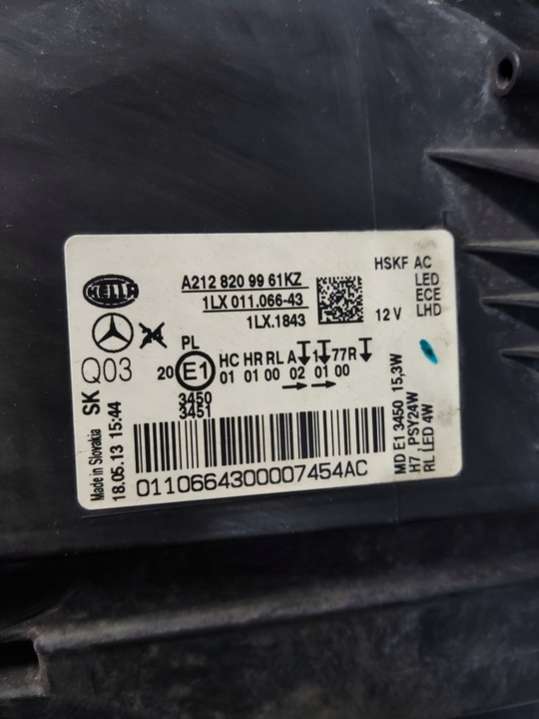 HELLA
A212 820 99 61KZ
1LX 011.066-43
1LX.1843
HSKF AC
LED
ECE
12 V LHD
Q03
PL
20 E1
HC HR RL A 1 77R
01 01 00 02 01 00
3450
3451
SK
Made in Slovakia
18.05.13 15:44
MD E1 3450 15,3W
H7, PSY24W
RL LED 4W
0110664300007454AC